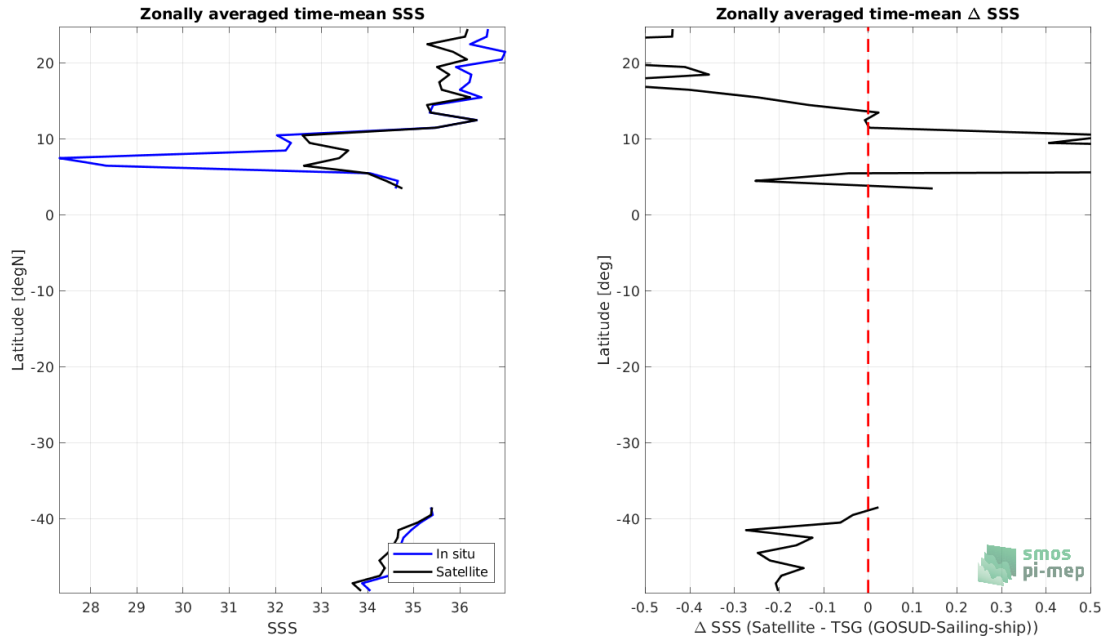 Zonally averaged time-mean SSS
20
10
0
-10
-20
-30
-40
Latitude [degN]
28 29 30 31 32 33 34 35 36
SSS
In situ
Satellite
Zonally averaged time-mean Δ SSS
20
10
0
-10
-20
-30
-40
Latitude [deg]
-0.5 -0.4 -0.3 -0.2 -0.1 0 0.1 0.2 0.3 0.4 0.5
Δ SSS (Satellite - TSG (GOSUD-Sailing-ship))
smos
pi-mep